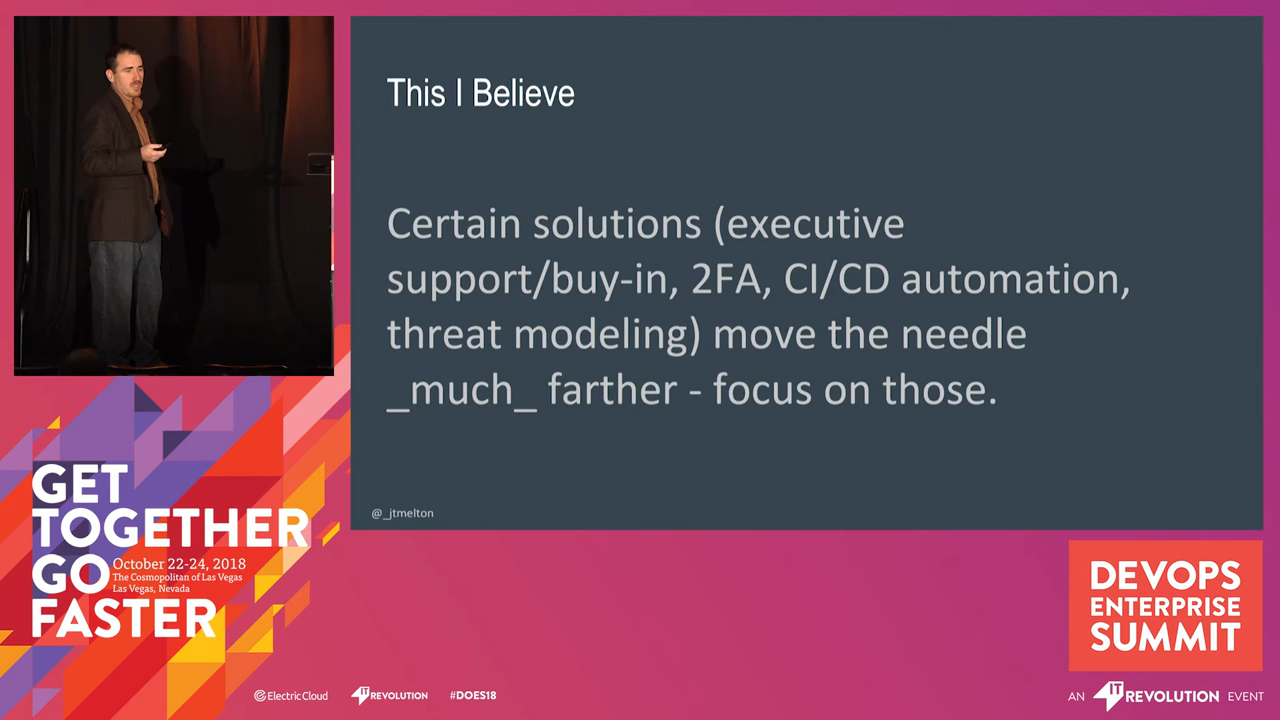 This I Believe
Certain solutions (executive
support/buy-in, 2FA, CI/CD automation,
threat modeling) move the needle
_much_ farther - focus on those.
@_jtmelton
GET
TOGETHER
GO
FASTER
October 22-24, 2018
The Cosmopolitan of Las Vegas
Las Vegas, Nevada
DEVOPS
ENTERPRISE
SUMMIT
Electric Cloud
IT REVOLUTION
#DOES18
AN IT REVOLUTION EVENT